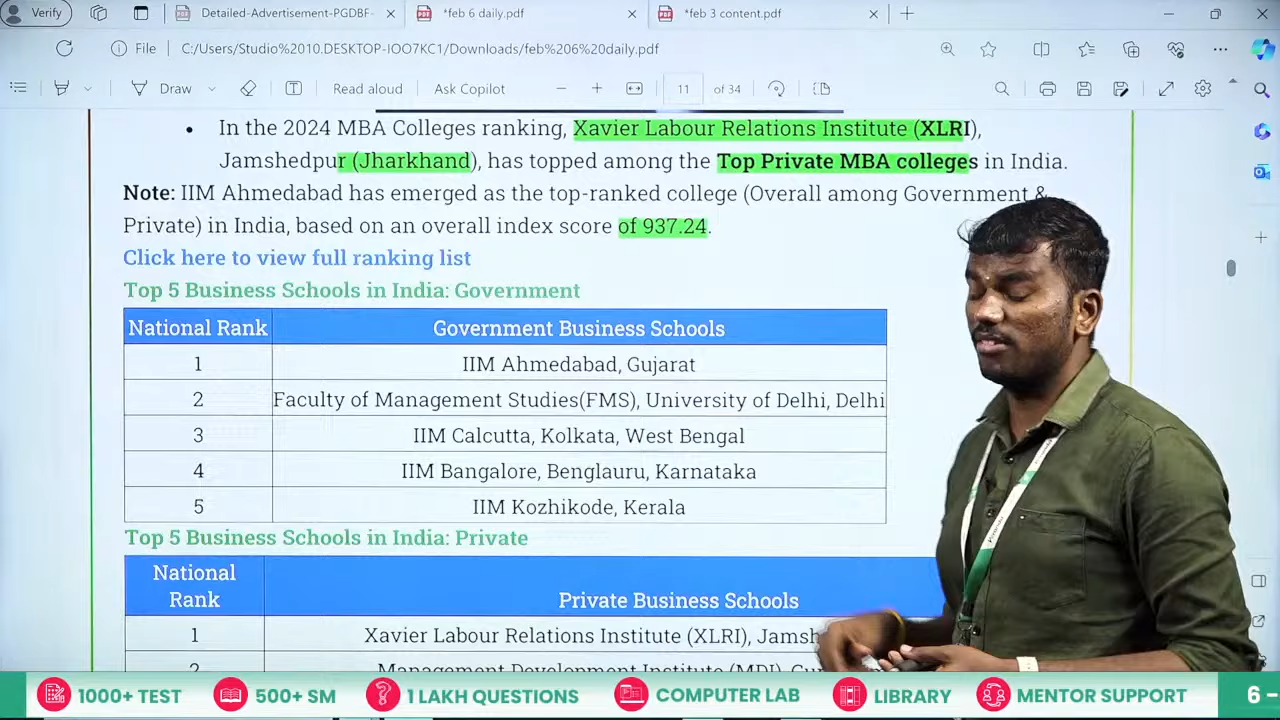 Verify
Detailed-Advertisement-PGDBF-
*feb 6 daily.pdf
*feb 3 content.pdf
File
C:/Users/Studio%2010.DESKTOP-IOO7KC1/Downloads/feb%206%20daily.pdf
Draw
Read aloud
Ask Copilot
11
of 34
• In the 2024 MBA Colleges ranking, Xavier Labour Relations Institute (XLRI),
Jamshedpur (Jharkhand), has topped among the Top Private MBA colleges in India.
Note: IIM Ahmedabad has emerged as the top-ranked college (Overall among Government &
Private) in India, based on an overall index score of 937.24.
Click here to view full ranking list
Top 5 Business Schools in India: Government
National Rank Government Business Schools
1 IIM Ahmedabad, Gujarat
2 Faculty of Management Studies(FMS), University of Delhi, Delhi
3 IIM Calcutta, Kolkata, West Bengal
4 IIM Bangalore, Benglauru, Karnataka
5 IIM Kozhikode, Kerala
Top 5 Business Schools in India: Private
National
Rank
Private Business Schools
1 Xavier Labour Relations Institute (XLRI), Jamsh
2 Management Development Institute (MDI), Gu
1000+ TEST
500+ SM
1 LAKH QUESTIONS
COMPUTER LAB
LIBRARY
MENTOR SUPPORT
6 –